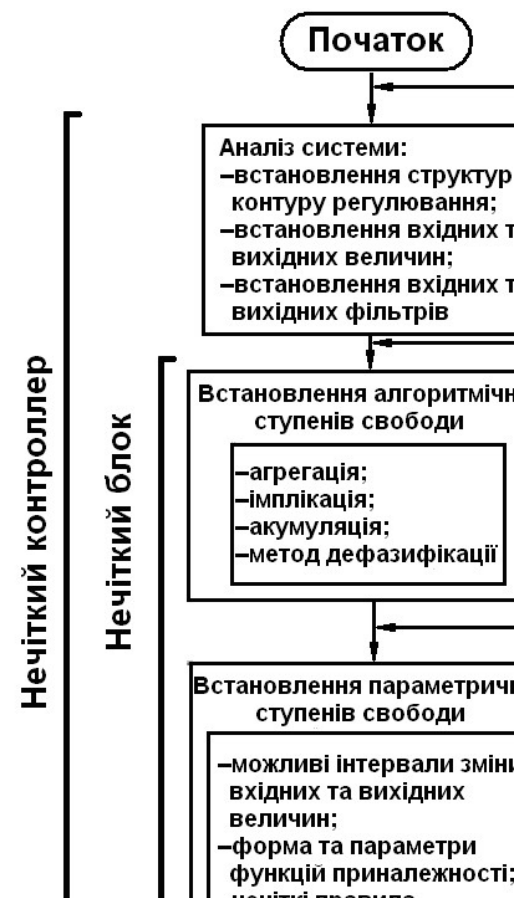 Початок
Аналіз системи:
–встановлення структур
контуру регулювання;
–встановлення вхідних т
вихідних величин;
–встановлення вхідних т
вихідних фільтрів
Нечіткий контроллер
Нечіткий блок
Встановлення алгоритмічн
ступенів свободи
–агрегація;
–імплікація;
–акумуляція;
–метод дефазифікації
Встановлення параметричн
ступенів свободи
–можливі інтервали зміни
вхідних та вихідних
величин;
–форма та параметри
функцій приналежності;